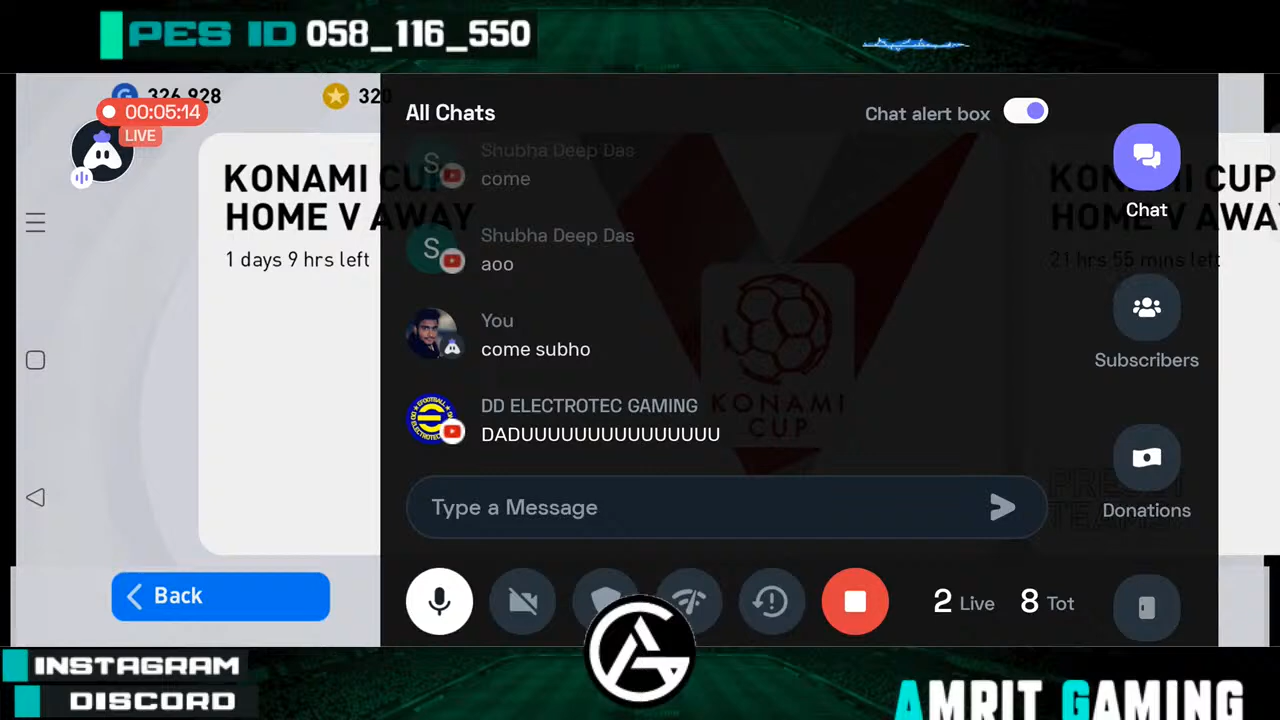 PES ID 058_116_550
326,928
320
00:05:14
LIVE
All Chats
Chat alert box
KONAMI CUP
HOME V AWAY
1 days 9 hrs left
Shubha Deep Das
come
S
Shubha Deep Das
aoo
S
You
come subho
DD ELECTROTEC GAMING
DADUUUUUUUUUUUUUUU
KONAMI
CUP
Type a Message
Chat
KONAMI CUP
HOME V AWAY
21 hrs 55 mins left
Subscribers
Donations
PRESET
TEAMS
Back
2 Live 8 Tot
INSTAGRAM
DISCORD
AMRIT GAMING